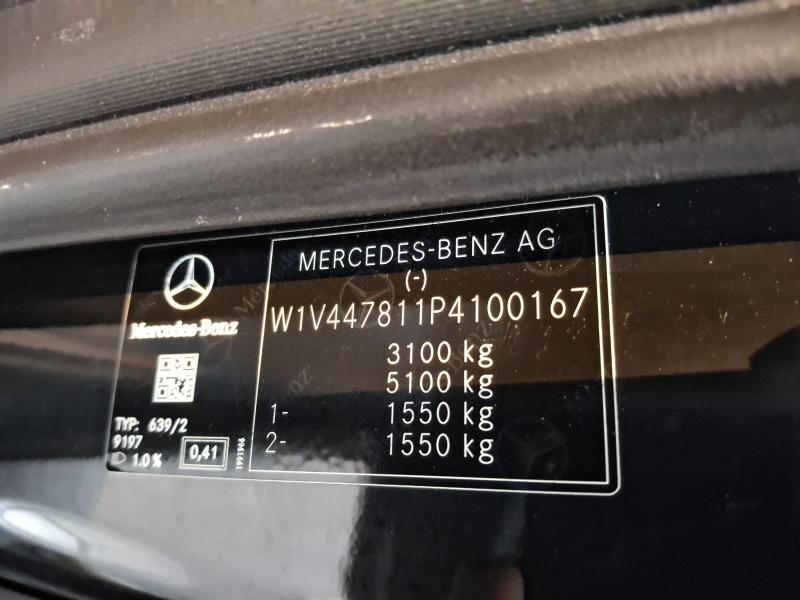 Mercedes-Benz
TYP: 639/2
9197
1.0 %
0,41
1991966
MERCEDES-BENZ AG
(-)
W1V447811P4100167
3100 kg
5100 kg
1- 1550 kg
2- 1550 kg